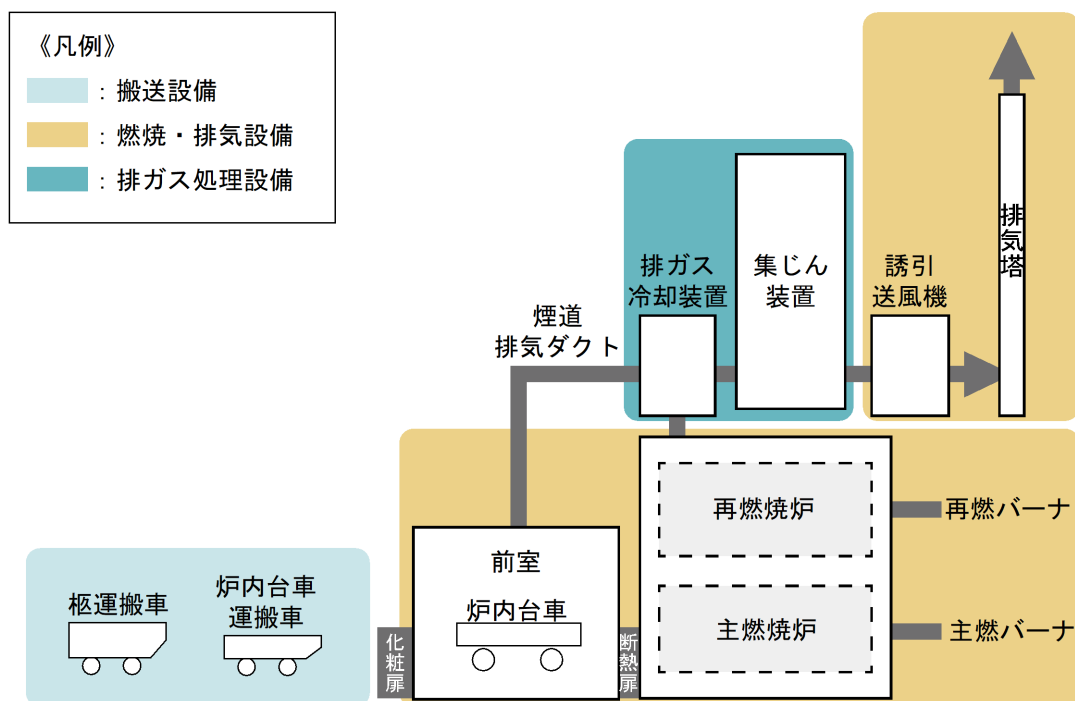 《凡例》
：搬送設備
：燃焼・排気設備
：排ガス処理設備
排気塔
排ガス
冷却装置
集じん
装置
誘引
送風機
煙道
排気ダクト
再燃焼炉
再燃バーナ
前室
炉内台車
主燃焼炉
主燃バーナ
柩運搬車
炉内台車
運搬車
化粧扉
断熱扉